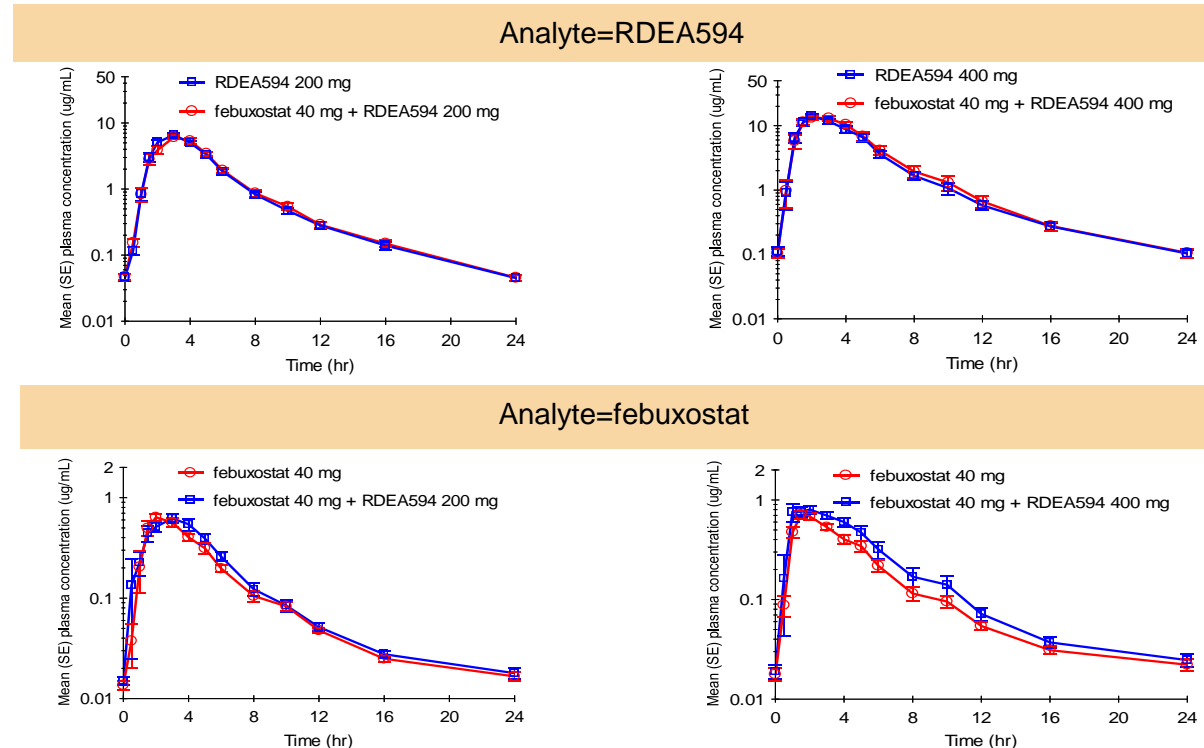 Analyte=RDEA594
RDEA594 200 mg
febuxostat 40 mg + RDEA594 200 mg
Mean (SE) plasma concentration (ug/mL)
50
10
1
0.1
0.01
0 4 8 12 16 20 24
Time (hr)
RDEA594 400 mg
febuxostat 40 mg + RDEA594 400 mg
Mean (SE) plasma concentration (ug/mL)
50
10
1
0.1
0.01
0 4 8 12 16 20 24
Time (hr)
Analyte=febuxostat
febuxostat 40 mg
febuxostat 40 mg + RDEA594 200 mg
Mean (SE) plasma concentration (ug/mL)
2
1
0.1
0.01
0 4 8 12 16 20 24
Time (hr)
febuxostat 40 mg
febuxostat 40 mg + RDEA594 400 mg
Mean (SE) plasma concentration (ug/mL)
2
1
0.1
0.01
0 4 8 12 16 20 24
Time (hr)